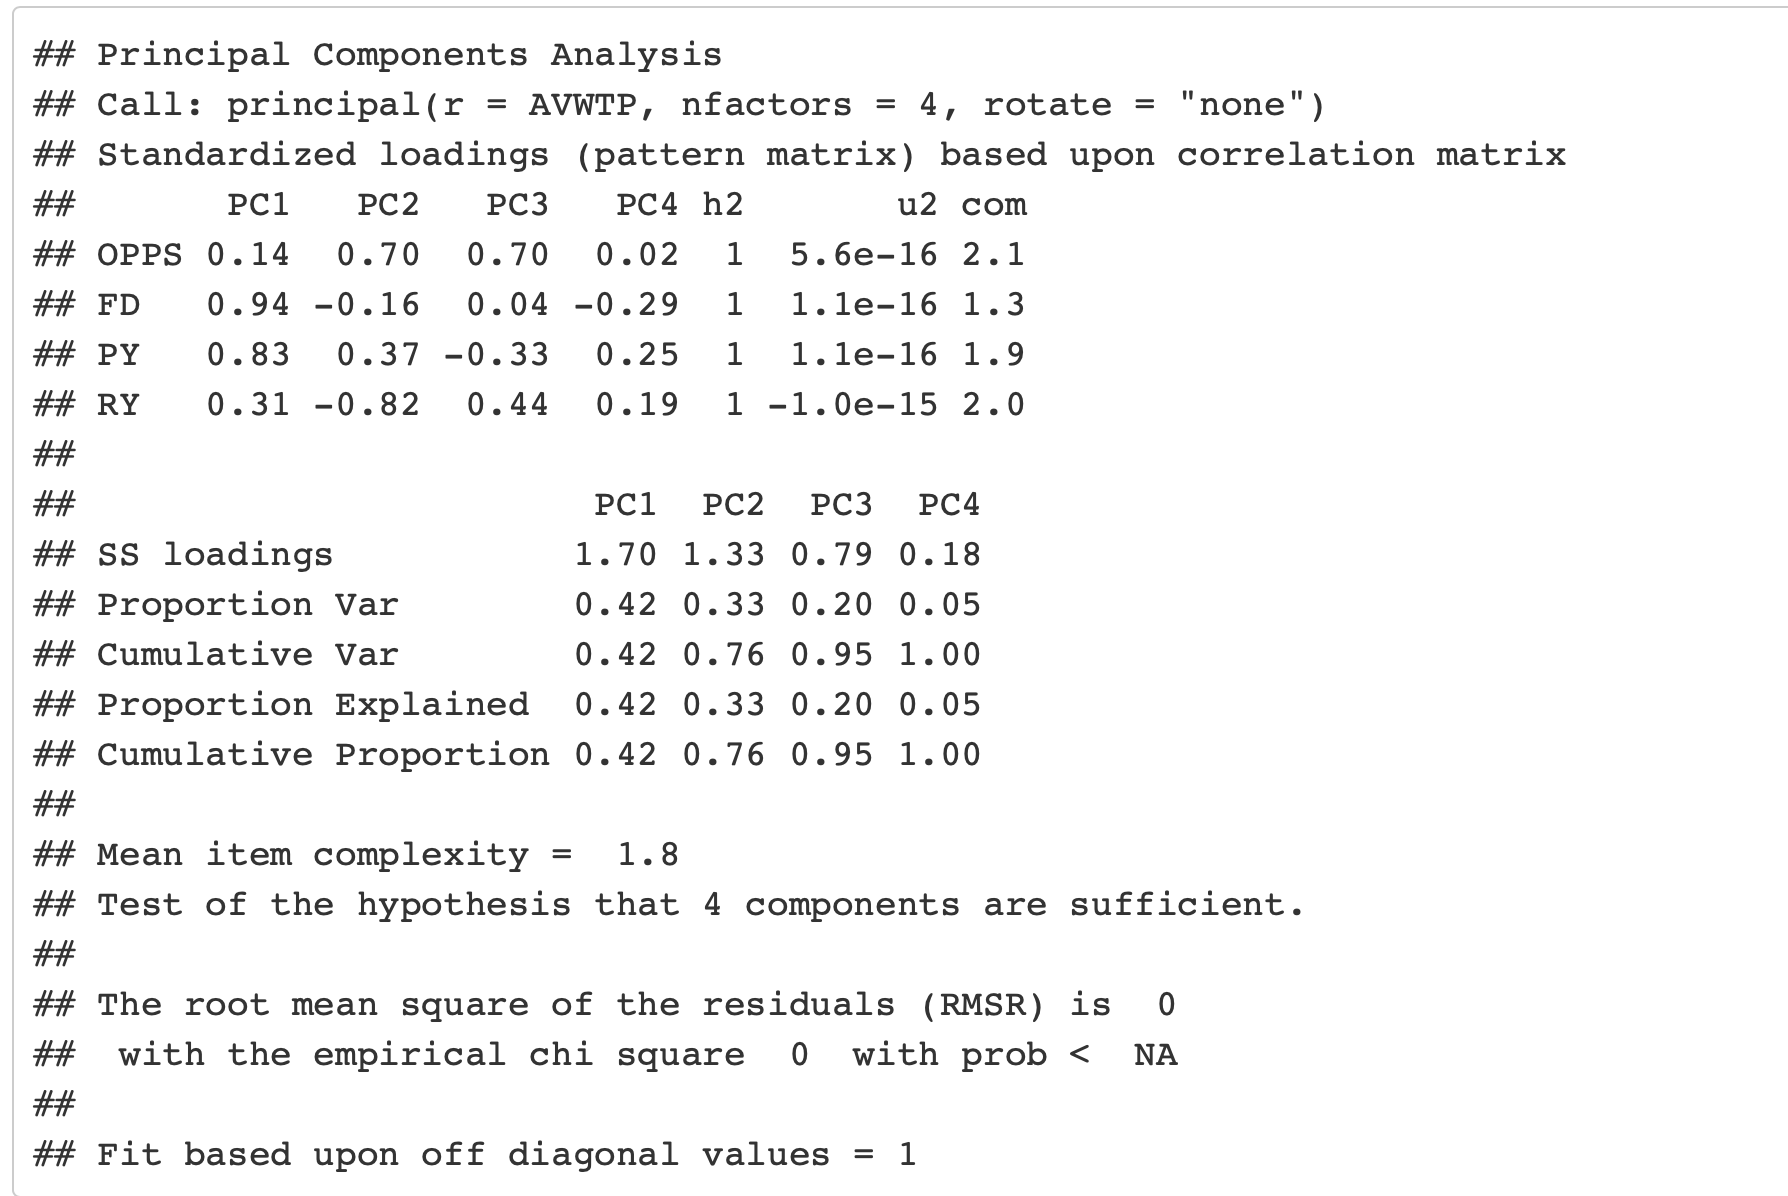 ## Principal Components Analysis
## Call: principal(r = AVWTP, nfactors = 4, rotate = "none")
## Standardized loadings (pattern matrix) based upon correlation matrix
##       PC1   PC2   PC3   PC4 h2       u2 com
## OPPS 0.14  0.70  0.70  0.02  1  5.6e-16 2.1
## FD   0.94 -0.16  0.04 -0.29  1  1.1e-16 1.3
## PY   0.83  0.37 -0.33  0.25  1  1.1e-16 1.9
## RY   0.31 -0.82  0.44  0.19  1 -1.0e-15 2.0
##
##                        PC1  PC2  PC3  PC4
## SS loadings           1.70 1.33 0.79 0.18
## Proportion Var        0.42 0.33 0.20 0.05
## Cumulative Var        0.42 0.76 0.95 1.00
## Proportion Explained  0.42 0.33 0.20 0.05
## Cumulative Proportion 0.42 0.76 0.95 1.00
##
## Mean item complexity =  1.8
## Test of the hypothesis that 4 components are sufficient.
##
## The root mean square of the residuals (RMSR) is  0
##  with the empirical chi square  0  with prob <  NA
##
## Fit based upon off diagonal values = 1